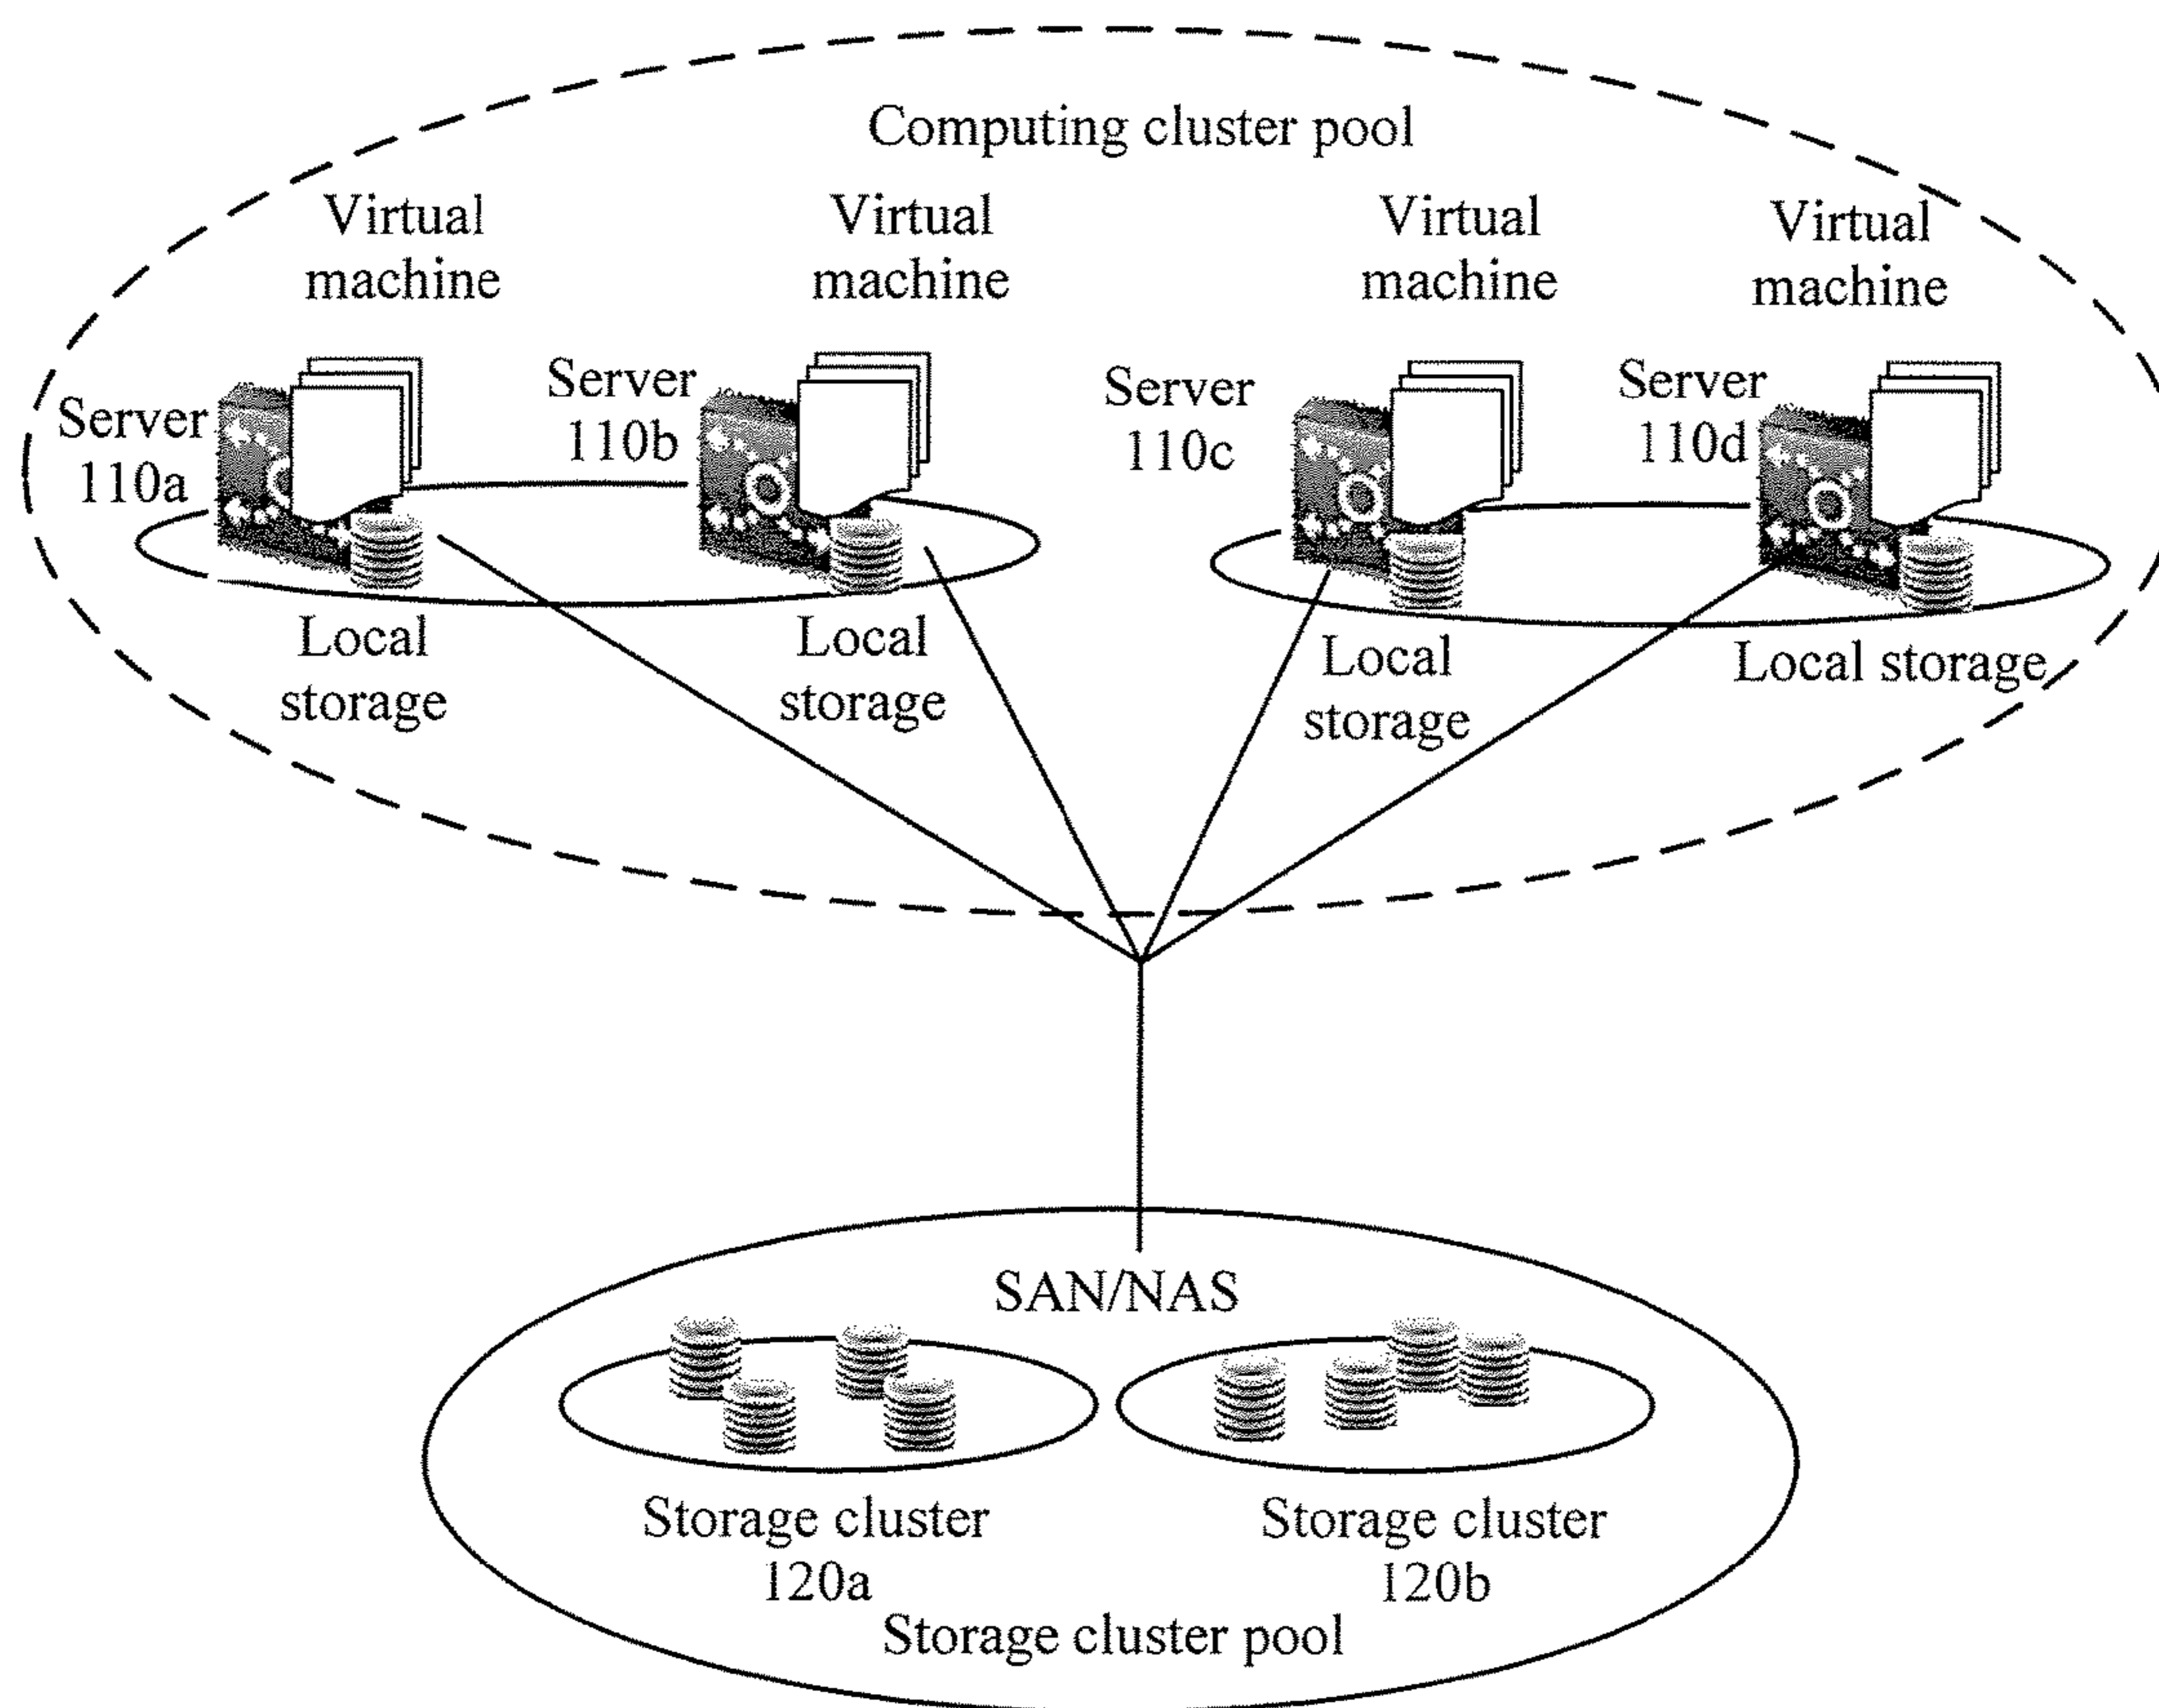 Computing cluster pool
Virtual
machine
Virtual
machine
Virtual
machine
Virtual
machine
Server
110a
Server
110b
Server
110c
Server
110d
Local
storage
Local
storage
Local
storage
Local storage
SAN/NAS
Storage cluster
120a
Storage cluster
120b
Storage cluster pool